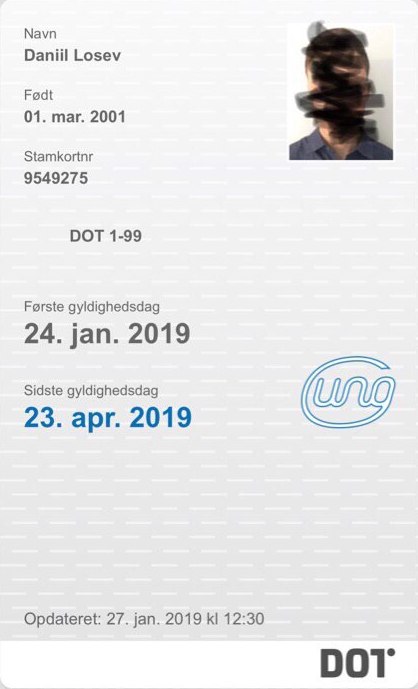 Navn
Daniil Losev
Født
01. mar. 2001
Stamkortnr
9549275
DOT 1-99
Første gyldighedsdag
24. jan. 2019
Sidste gyldighedsdag
23. apr. 2019
ung
Opdateret: 27. jan. 2019 kl 12:30
DOT